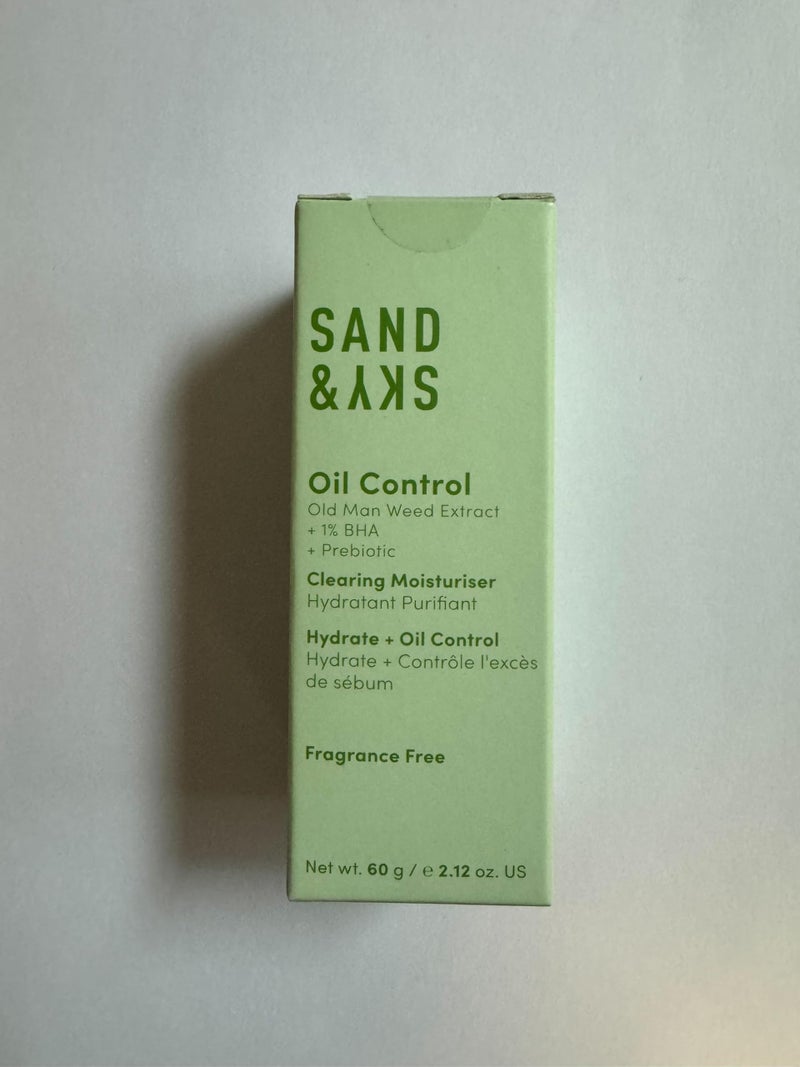 SAND
& SKY
Oil Control
Old Man Weed Extract
+ 1% BHA
+ Prebiotic
Clearing Moisturiser
Hydratant Purifiant
Hydrate + Oil Control
Hydrate + Contrôle l'excès
de sébum
Fragrance Free
Net wt. 60 g / ℮ 2.12 oz. US